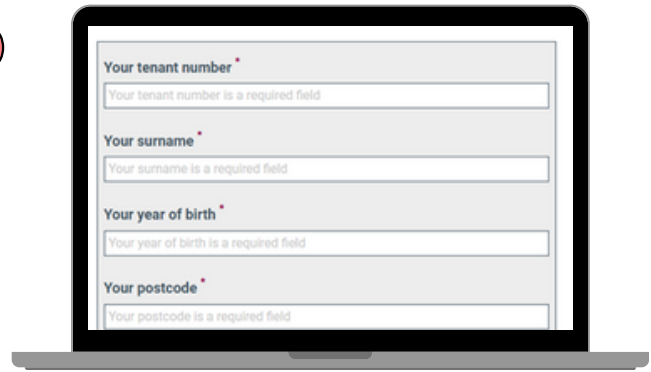 Your tenant number *
Your tenant number is a required field
Your surname *
Your surname is a required field
Your year of birth *
Your year of birth is a required field
Your postcode *
Your postcode is a required field